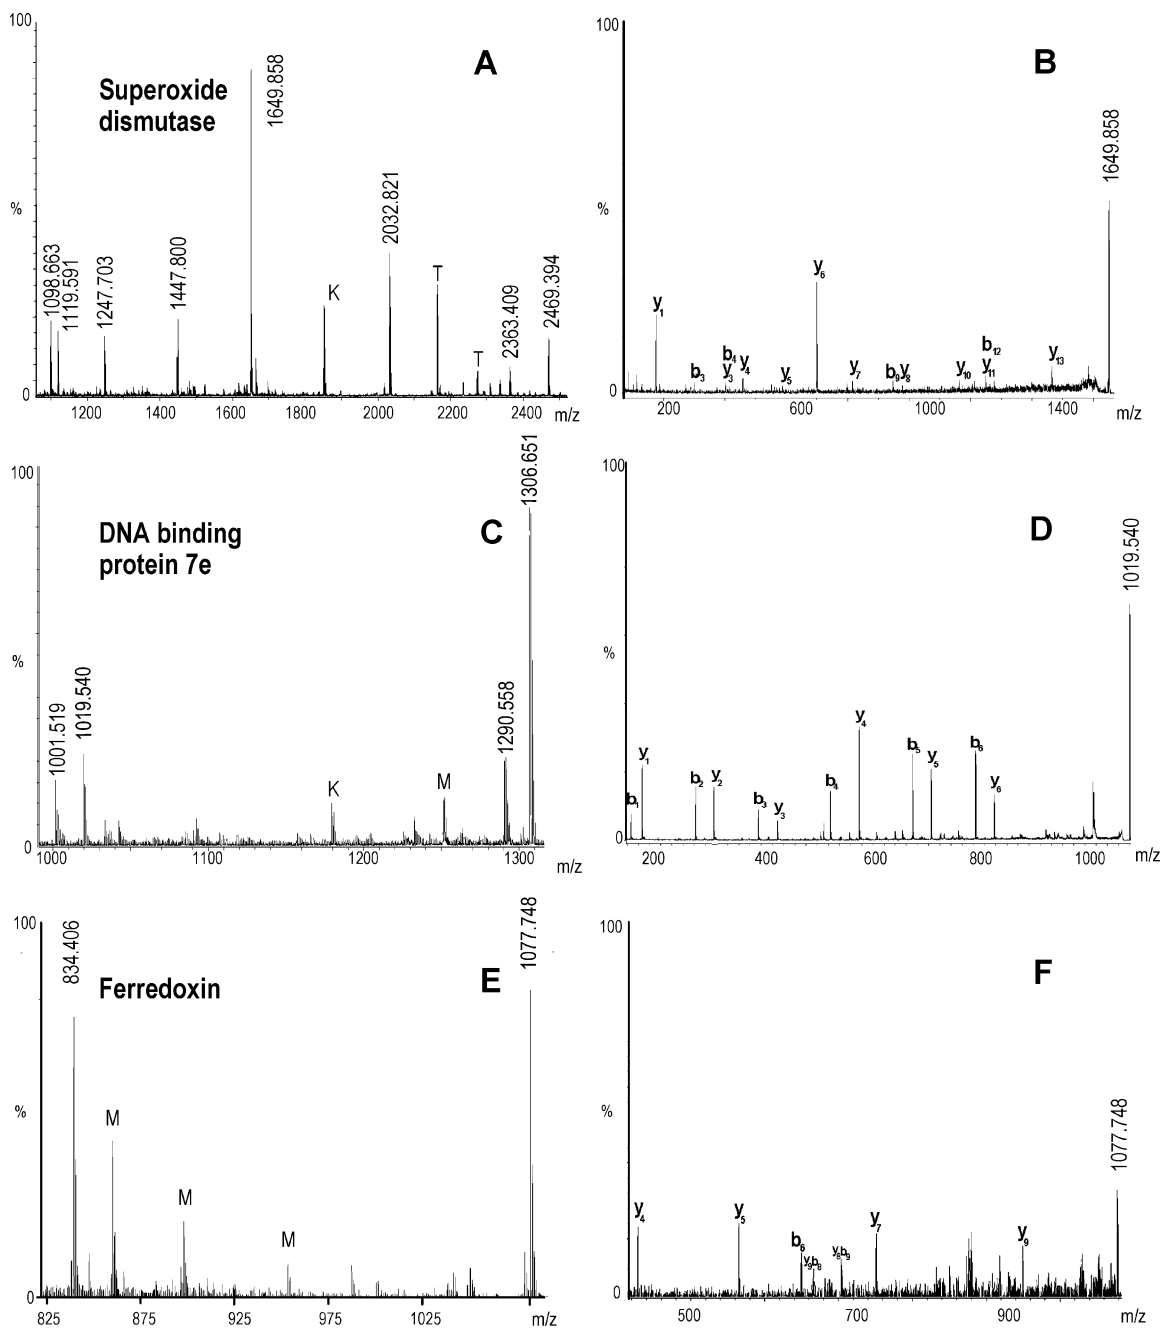 100
A
Superoxide
dismutase
%
0
1098.663
1119.591
1247.703
1447.800
1649.858
K
2032.821
T
T
2363.409
2469.394
1200 1400 1600 1800 2000 2200 2400 m/z
100
B
%
0
y1
b3
b4
y3
y4
y5
y6
y7
b9
y8
y10
b12
y11
y13
1649.858
200 600 1000 1400 m/z
100
C
DNA binding
protein 7e
%
0
1001.519
1019.540
K
M
1290.558
1306.651
1000 1100 1200 1300 m/z
100
D
%
0
b1
y1
b2
y2
b3
y3
b4
y4
b5
y5
b6
y6
1019.540
200 400 600 800 1000 m/z
100
E
Ferredoxin
%
0
834.406
M
M
M
1077.748
825 875 925 975 1025 m/z
100
F
%
0
y4
y5
b6
y9 b8
y8 b9
y7
y9
1077.748
500 700 900 m/z